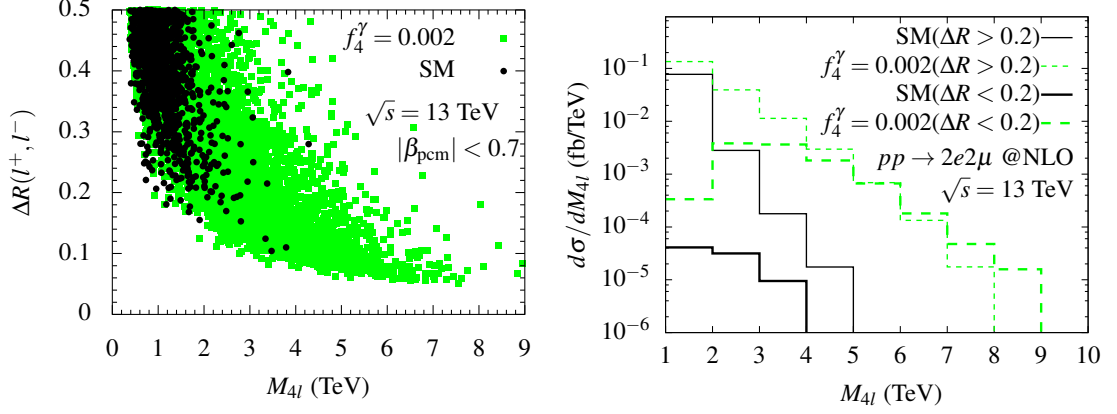 0.5
0.4
0.3
0.2
0.1
0
ΔR(l⁺, l⁻)
f₄^γ = 0.002
SM
√s = 13 TeV
|β_pcm| < 0.7
0 1 2 3 4 5 6 7 8 9
M₄ₗ (TeV)
10⁻¹
10⁻²
10⁻³
10⁻⁴
10⁻⁵
10⁻⁶
dσ/dM₄ₗ (fb/TeV)
SM(ΔR > 0.2)
f₄^γ = 0.002(ΔR > 0.2)
SM(ΔR < 0.2)
f₄^γ = 0.002(ΔR < 0.2)
pp → 2e2μ @NLO
√s = 13 TeV
1 2 3 4 5 6 7 8 9 10
M₄ₗ (TeV)